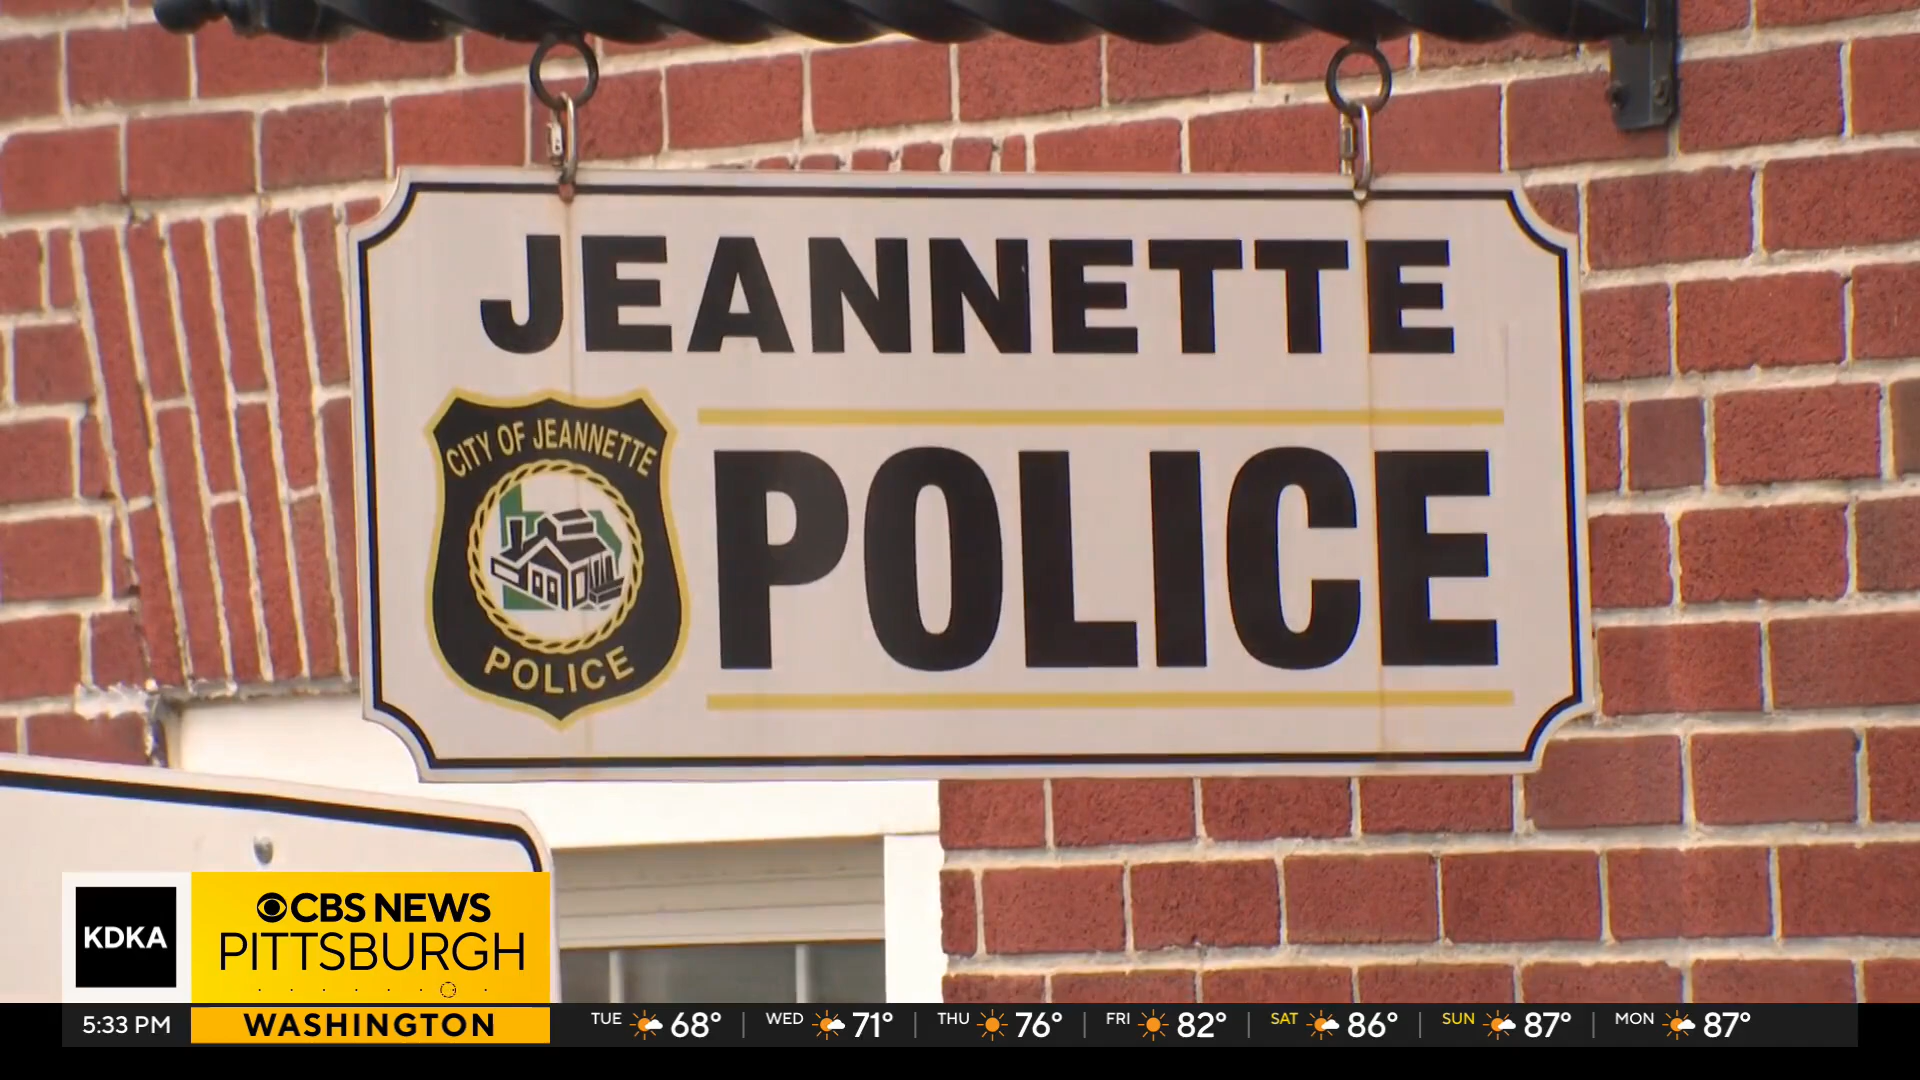 JEANNETTE
CITY OF JEANNETTE
POLICE
POLICE
KDKA
CBS NEWS
PITTSBURGH
5:33 PM
WASHINGTON
TUE 68° WED 71° THU 76° FRI 82° SAT 86° SUN 87° MON 87°